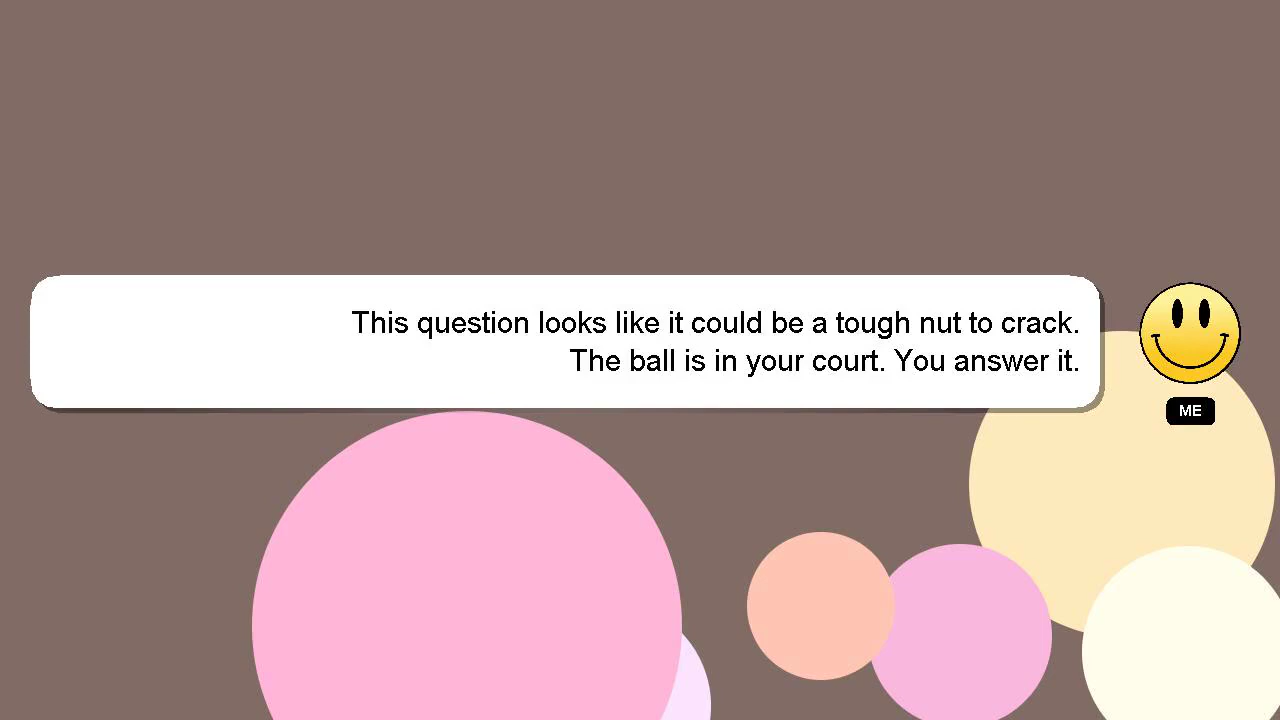 This question looks like it could be a tough nut to crack.
The ball is in your court. You answer it.
ME